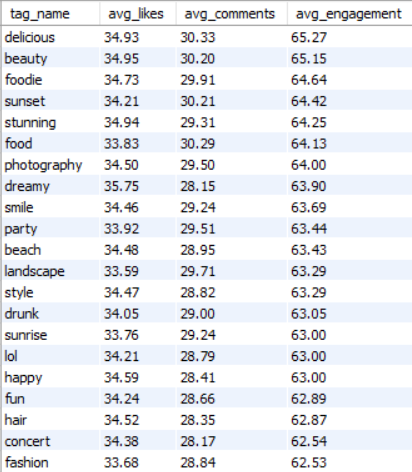 tag_name avg_likes avg_comments avg_engagement
delicious 34.93 30.33 65.27
beauty 34.95 30.20 65.15
foodie 34.73 29.91 64.64
sunset 34.21 30.21 64.42
stunning 34.94 29.31 64.25
food 33.83 30.29 64.13
photography 34.50 29.50 64.00
dreamy 35.75 28.15 63.90
smile 34.46 29.24 63.69
party 33.92 29.51 63.44
beach 34.48 28.95 63.43
landscape 33.59 29.71 63.29
style 34.47 28.82 63.29
drunk 34.05 29.00 63.05
sunrise 33.76 29.24 63.00
lol 34.21 28.79 63.00
happy 34.59 28.41 63.00
fun 34.24 28.66 62.89
hair 34.52 28.35 62.87
concert 34.38 28.17 62.54
fashion 33.68 28.84 62.53